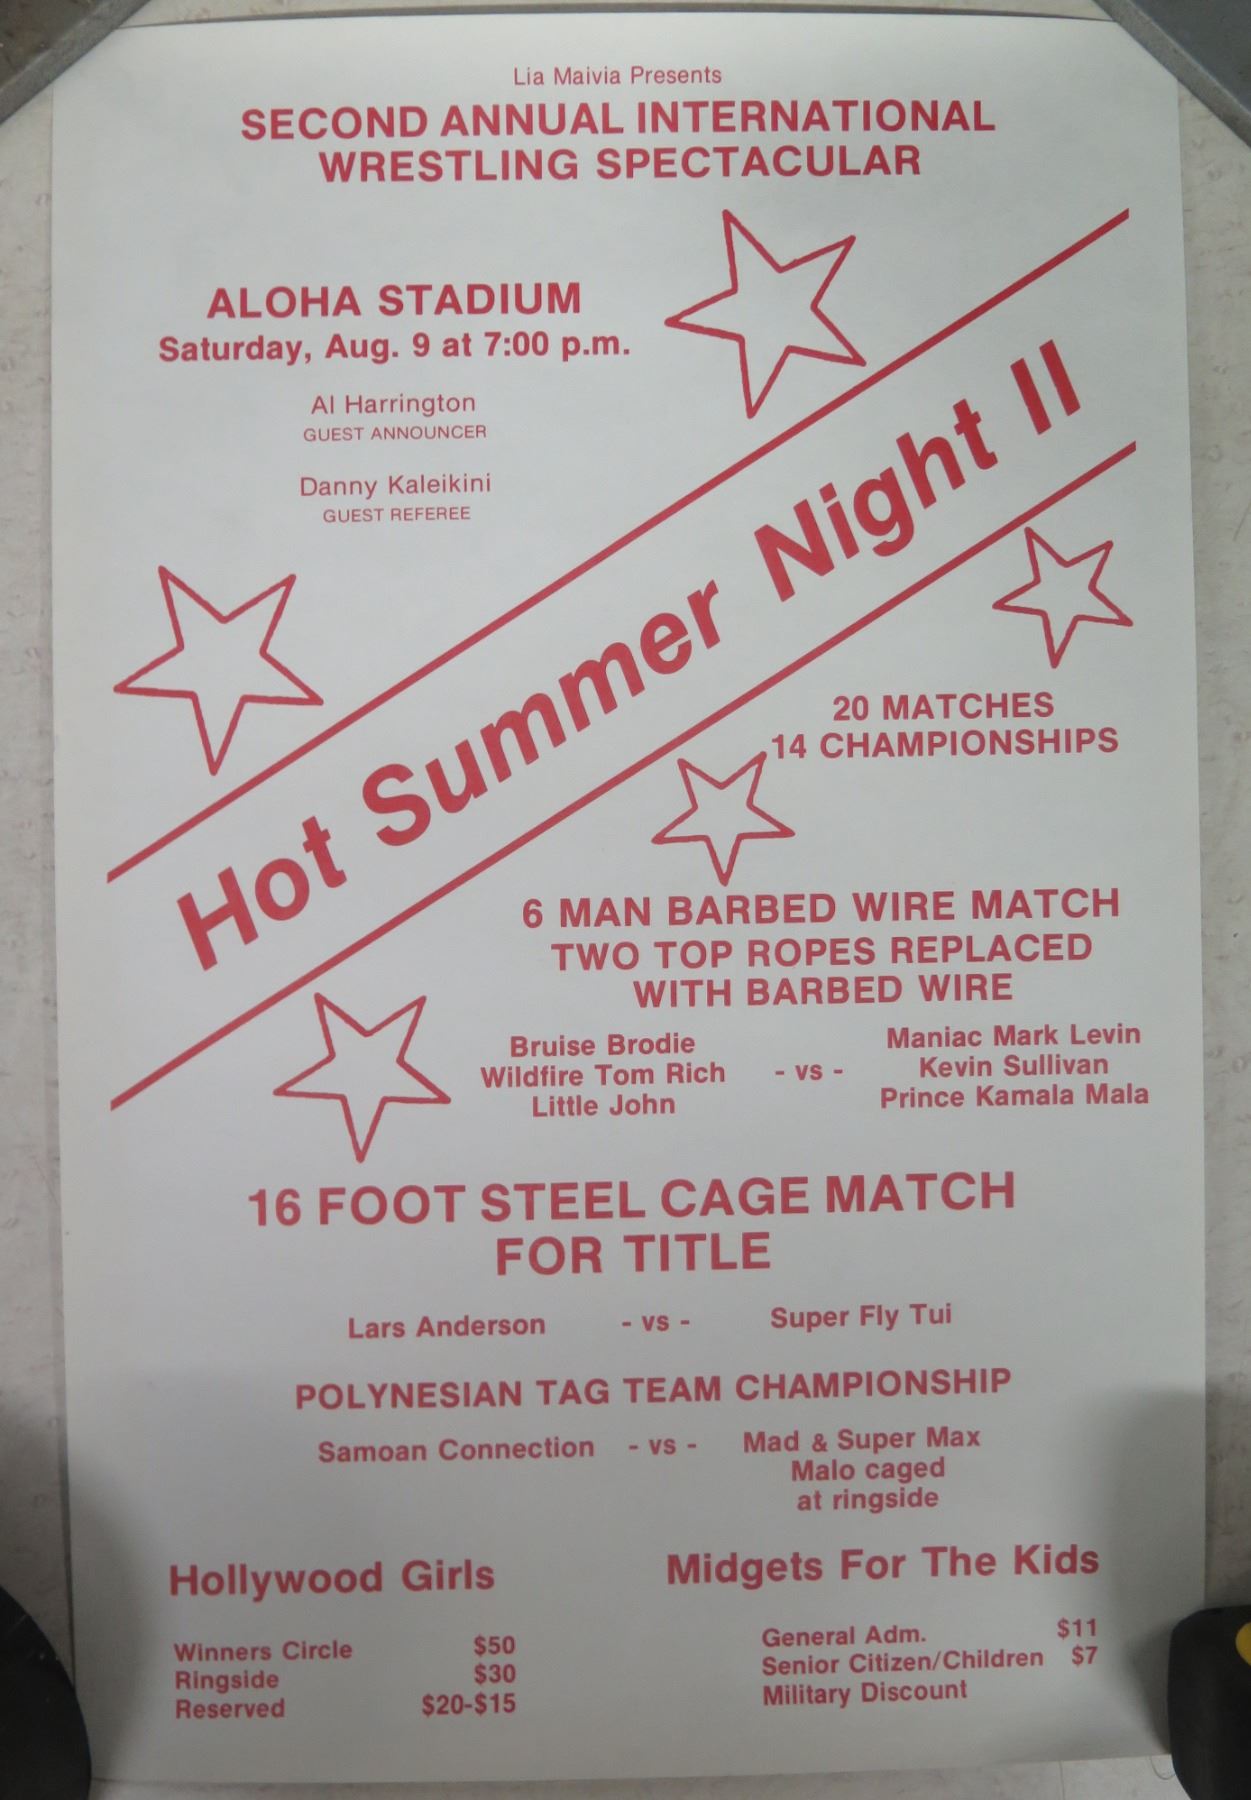 Lia Maivia Presents
SECOND ANNUAL INTERNATIONAL
WRESTLING SPECTACULAR
ALOHA STADIUM
Saturday, Aug. 9 at 7:00 p.m.
Al Harrington
GUEST ANNOUNCER
Danny Kaleikini
GUEST REFEREE
Hot Summer Night II
20 MATCHES
14 CHAMPIONSHIPS
6 MAN BARBED WIRE MATCH
TWO TOP ROPES REPLACED
WITH BARBED WIRE
Bruise Brodie
Wildfire Tom Rich
Little John
- vs -
Maniac Mark Levin
Kevin Sullivan
Prince Kamala Mala
16 FOOT STEEL CAGE MATCH
FOR TITLE
Lars Anderson - vs - Super Fly Tui
POLYNESIAN TAG TEAM CHAMPIONSHIP
Samoan Connection - vs - Mad & Super Max
Malo caged
at ringside
Hollywood Girls
Winners Circle $50
Ringside $30
Reserved $20-$15
Midgets For The Kids
General Adm. $11
Senior Citizen/Children $7
Military Discount